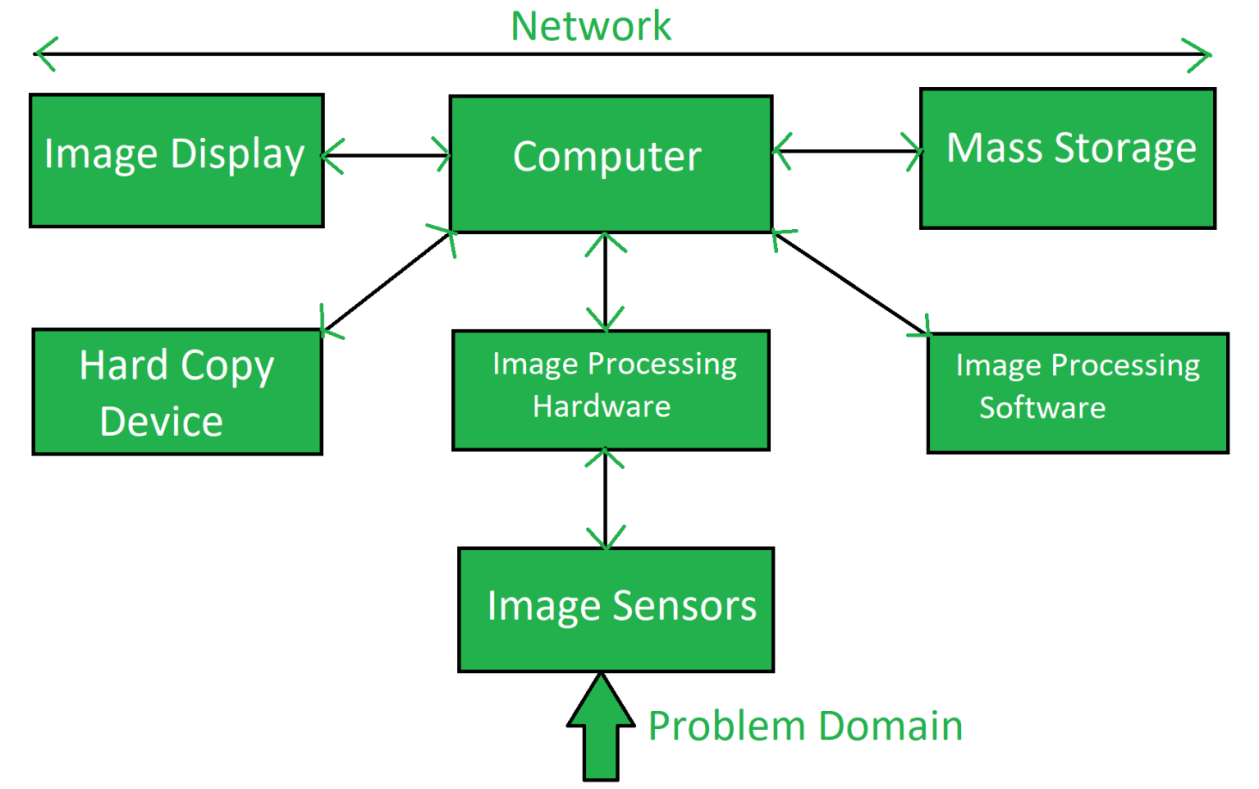 Network
Image Display
Computer
Mass Storage
Hard Copy
Device
Image Processing
Hardware
Image Processing
Software
Image Sensors
Problem Domain